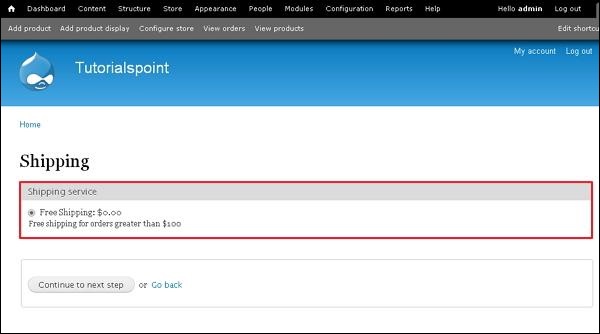 Dashboard Content Structure Store Appearance People Modules Configuration Reports Help Hello admin Log out
Add product Add product display Configure store View orders View products Edit shortcu
My account Log out
Tutorialspoint
Home
Shipping
Shipping service
Free Shipping: $0.00
Free shipping for orders greater than $100
Continue to next step or Go back